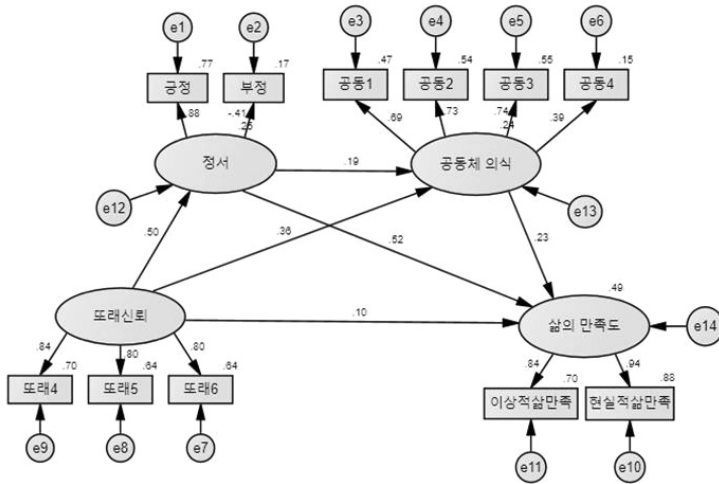 e1 e2 e3 e4 e5 e6
.77 .17 .47 .54 .55 .15
긍정 부정 공동1 공동2 공동3 공동4
.88 -.41 .69 .73 .74 .39
.25 .24
정서 .19 공동체 의식
e12 e13
.50 .36 .52 .23
.49
또래신뢰 .10 삶의 만족도 e14
.84 .80 .80 .84 .94
.70 .64 .64 .70 .88
또래4 또래5 또래6 이상적삶만족 현실적삶만족
e9 e8 e7 e11 e10